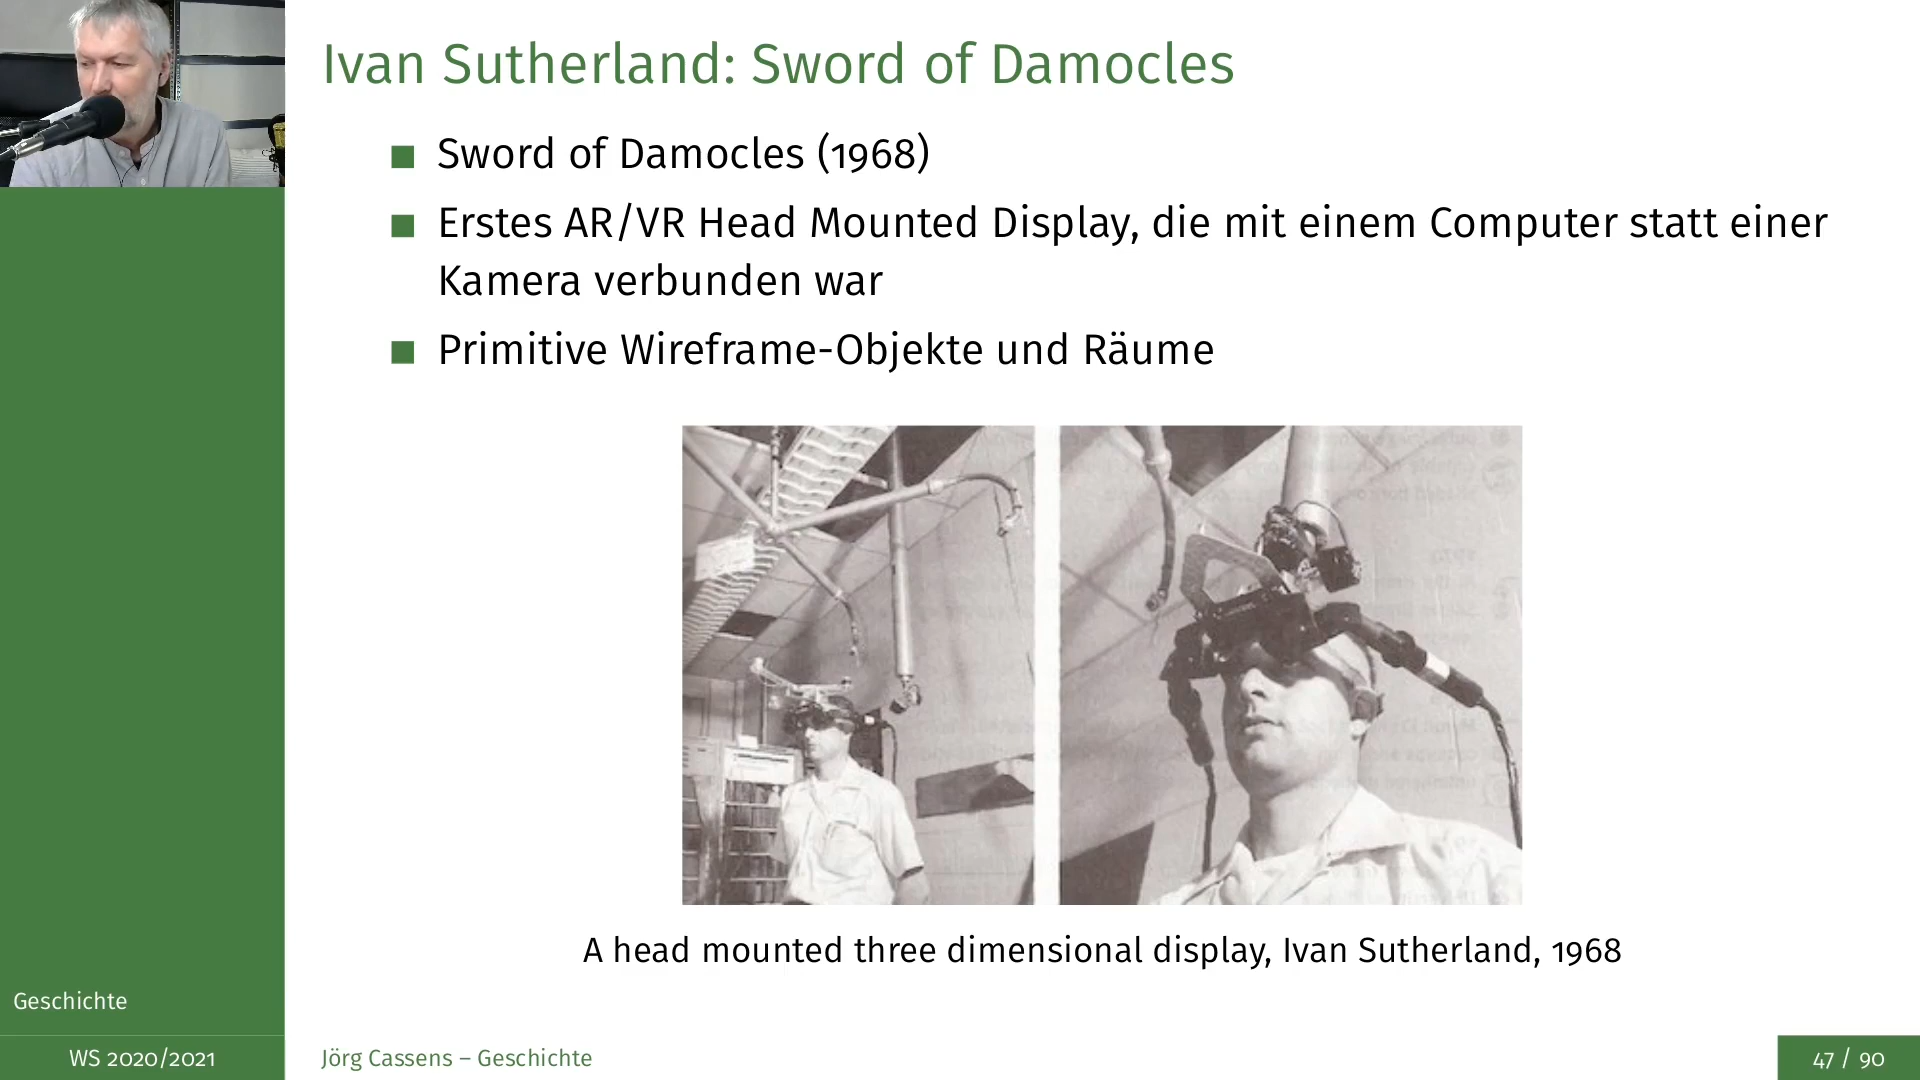 Ivan Sutherland: Sword of Damocles
Sword of Damocles (1968)
Erstes AR/VR Head Mounted Display, die mit einem Computer statt einer
Kamera verbunden war
Primitive Wireframe-Objekte und Räume
A head mounted three dimensional display, Ivan Sutherland, 1968
Geschichte
WS 2020/2021
Jörg Cassens – Geschichte
47 / 90